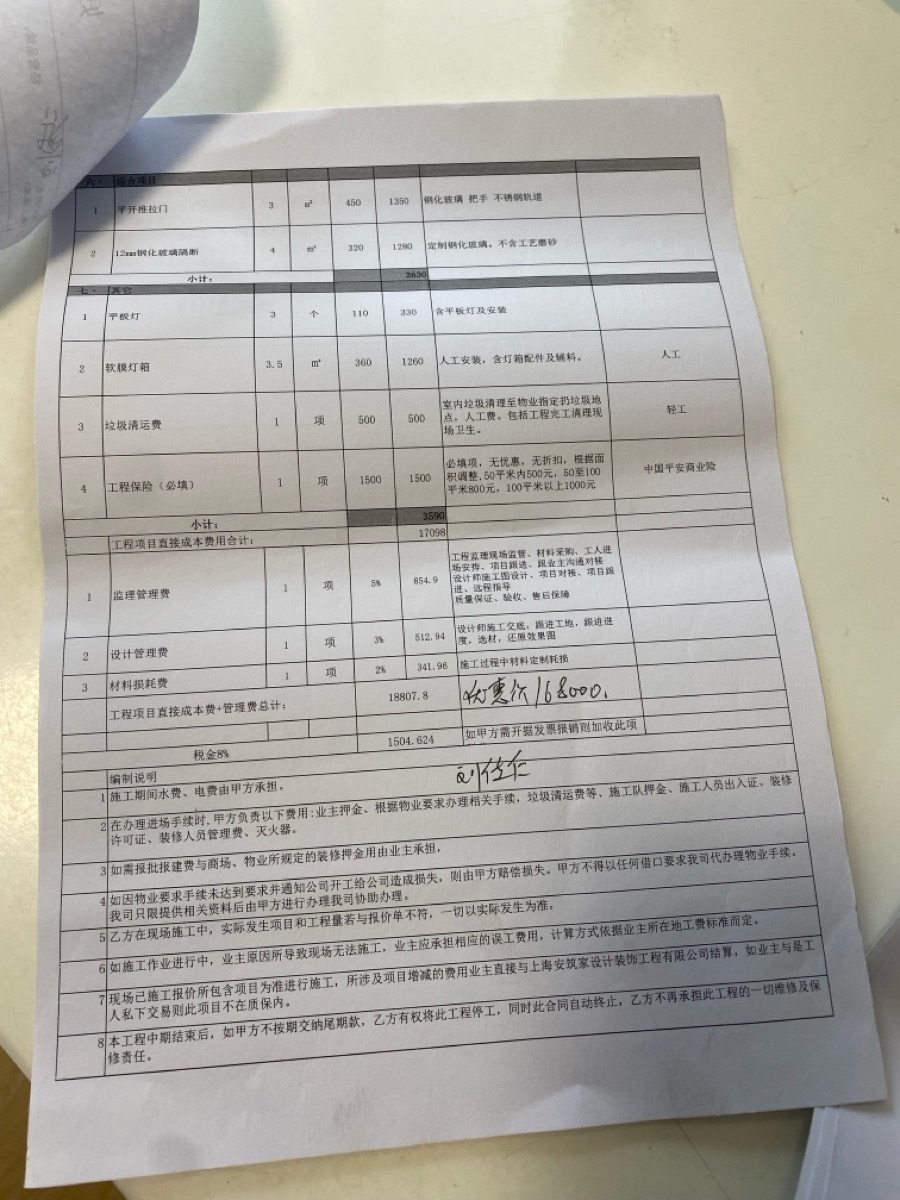 六、 综合项目
1 平开推拉门 3 m² 450 1350 钢化玻璃 把手 不锈钢轨道
2 12mm钢化玻璃隔断 4 m² 320 1280 定制钢化玻璃。不含工艺磨砂
小计: 2630
七、 其它
1 平板灯 3 个 110 330 含平板灯及安装
2 软膜灯箱 3.5 m² 360 1260 人工安装,含灯箱配件及辅料。 人工
3 垃圾清运费 1 项 500 500 室内垃圾清理至物业指定扔垃圾地
点,人工费。包括工程完工清理现
场卫生。 轻工
4 工程保险(必填) 1 项 1500 1500 必填项,无优惠,无折扣,根据面
积调整,50平米内500元,50至100
平米800元,100平米以上1000元 中国平安商业险
小计: 3590
工程项目直接成本费用合计: 17098
1 监理管理费 1 项 5% 854.9 工程监理现场监管、材料采购、工人进
场安排、项目跟进、跟业主沟通对接
设计师施工图设计、项目对接、项目跟
进、远程指导
质量保证、验收、售后保障
2 设计管理费 1 项 3% 512.94 设计师施工交底,跟进工地,跟进进
度,选材,还原效果图
3 材料损耗费 1 项 2% 341.96 施工过程中材料定制耗损
工程项目直接成本费+管理费总计: 18807.8 优惠价168000.
税金8% 1504.624 如甲方需开据发票报销则加收此项
编制说明
1 施工期间水费、电费由甲方承担。
2 在办理进场手续时,甲方负责以下费用:业主押金、根据物业要求办理相关手续,垃圾清运费等、施工队押金、施工人员出入证、装修
许可证、装修人员管理费、灭火器。
3 如需报批报建费与商场、物业所规定的装修押金用由业主承担,
4 如因物业要求手续未达到要求并通知公司开工给公司造成损失,则由甲方赔偿损失。甲方不得以任何借口要求我司代办理物业手续,
我司只限提供相关资料后由甲方进行办理我司协助办理。
5 乙方在现场施工中,实际发生项目和工程量若与报价单不符,一切以实际发生为准。
6 如施工作业进行中,业主原因所导致现场无法施工,业主应承担相应的误工费用,计算方式依据业主所在地工费标准而定。
7 现场已施工报价所包含项目为准进行施工,所涉及项目增减的费用业主直接与上海安筑家设计装饰工程有限公司结算,如业主与是工
人私下交易则此项目不在质保内。
8 本工程中期结束后,如甲方不按期交纳尾期款,乙方有权将此工程停工,同时此合同自动终止,乙方不再承担此工程的一切维修及保
修责任。